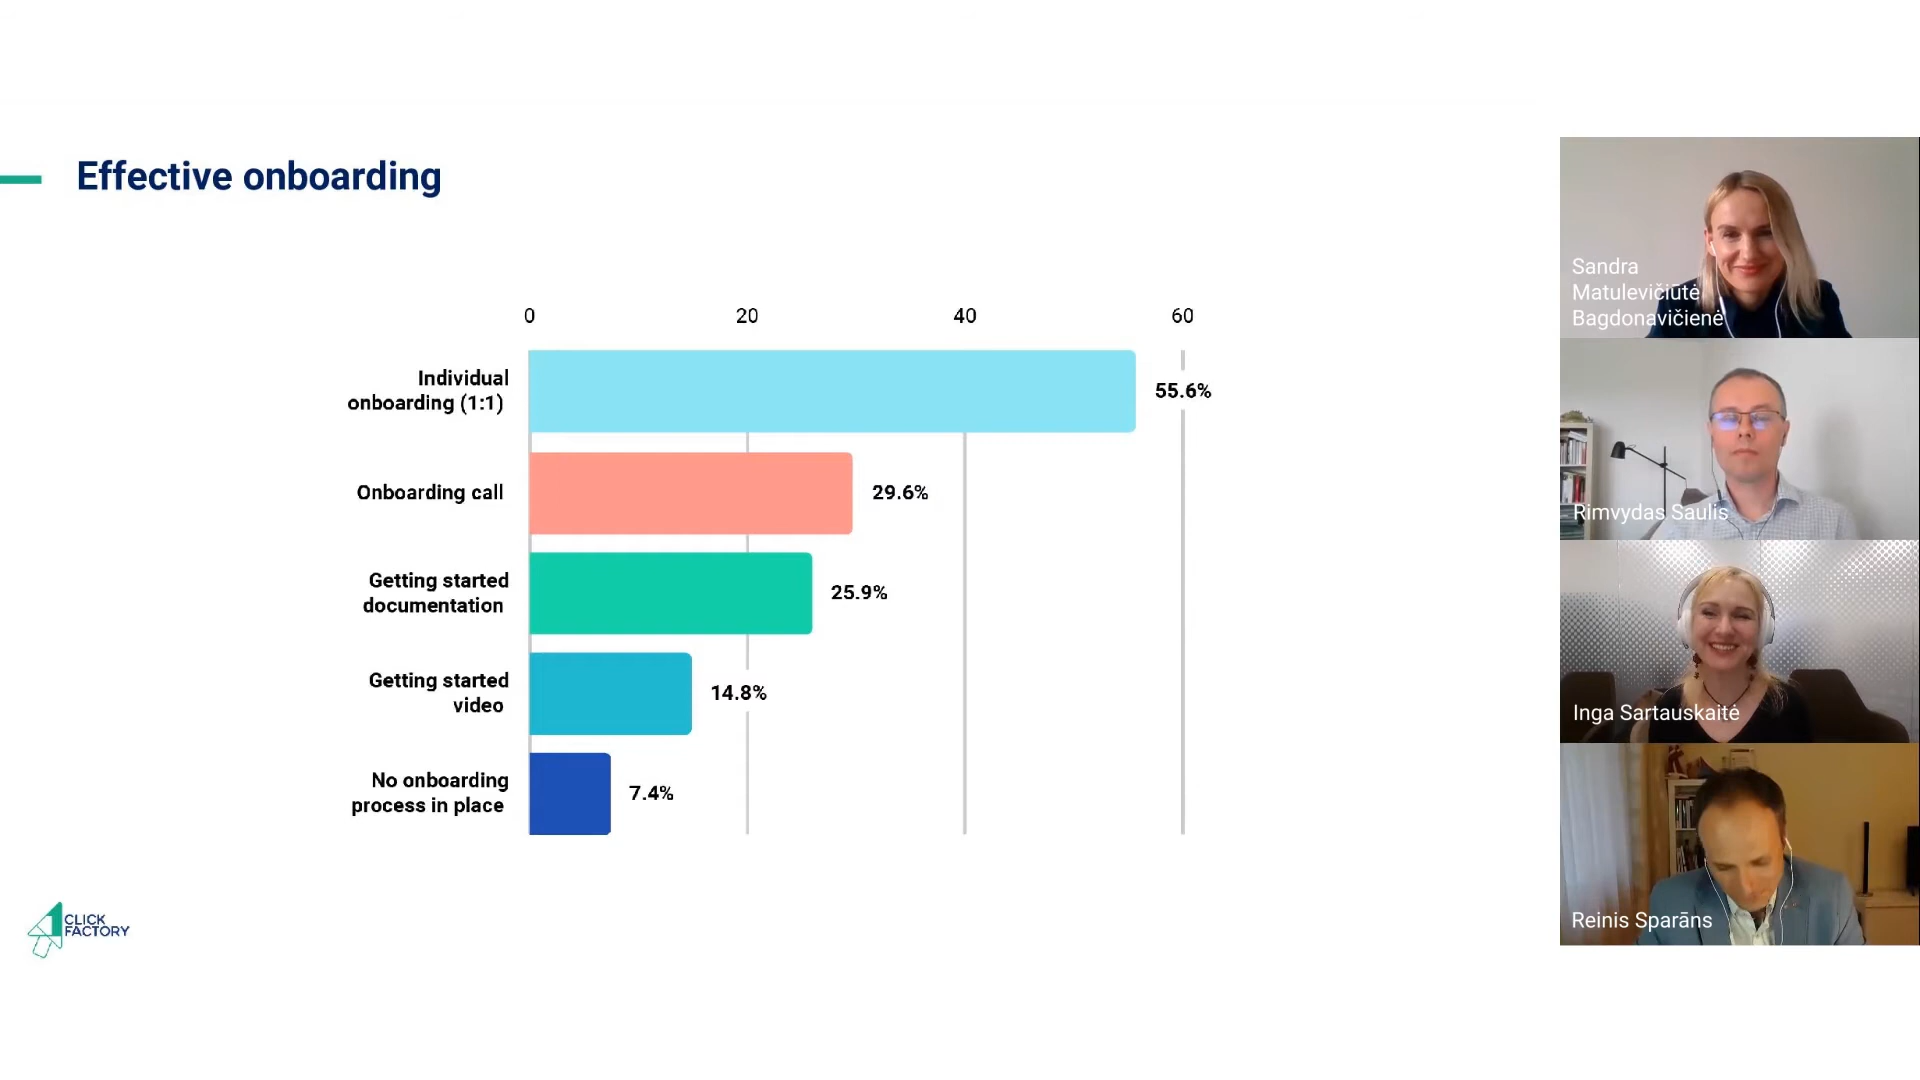 Effective onboarding
0 20 40 60
Individual
onboarding (1:1)
55.6%
Onboarding call
29.6%
Getting started
documentation
25.9%
Getting started
video
14.8%
No onboarding
process in place
7.4%
CLICK
FACTORY
Sandra
Matulevičiūtė
Bagdonavičienė
Rimvydas Saulis
Inga Sartauskaitė
Reinis Sparāns